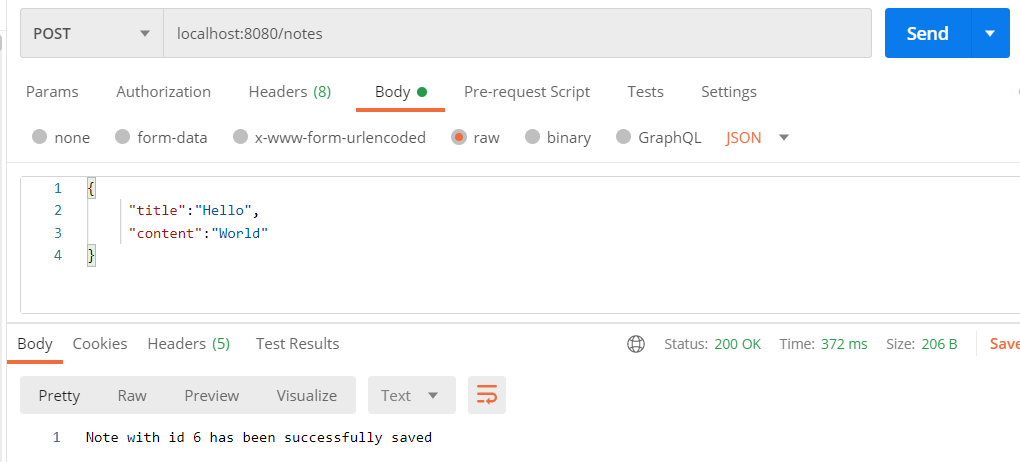 POST localhost:8080/notes Send
Params Authorization Headers (8) Body Pre-request Script Tests Settings
none form-data x-www-form-urlencoded raw binary GraphQL JSON
1 {
2 "title":"Hello",
3 "content":"World"
4 }
Body Cookies Headers (5) Test Results Status: 200 OK Time: 372 ms Size: 206 B Save
Pretty Raw Preview Visualize Text
1 Note with id 6 has been successfully saved